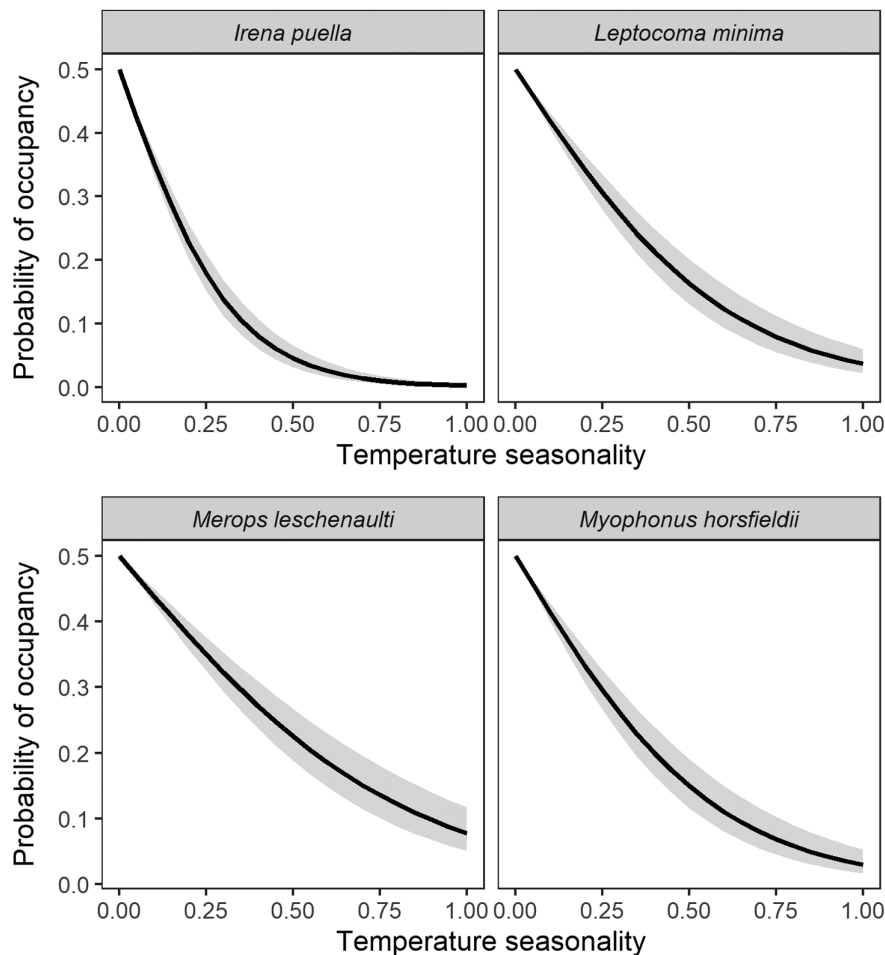 Irena puella
Leptocoma minima
Probability of occupancy
0.5
0.4
0.3
0.2
0.1
0.0
0.00 0.25 0.50 0.75 1.00
0.00 0.25 0.50 0.75 1.00
Temperature seasonality
Temperature seasonality
Merops leschenaulti
Myophonus horsfieldii
Probability of occupancy
0.5
0.4
0.3
0.2
0.1
0.0
0.00 0.25 0.50 0.75 1.00
0.00 0.25 0.50 0.75 1.00
Temperature seasonality
Temperature seasonality